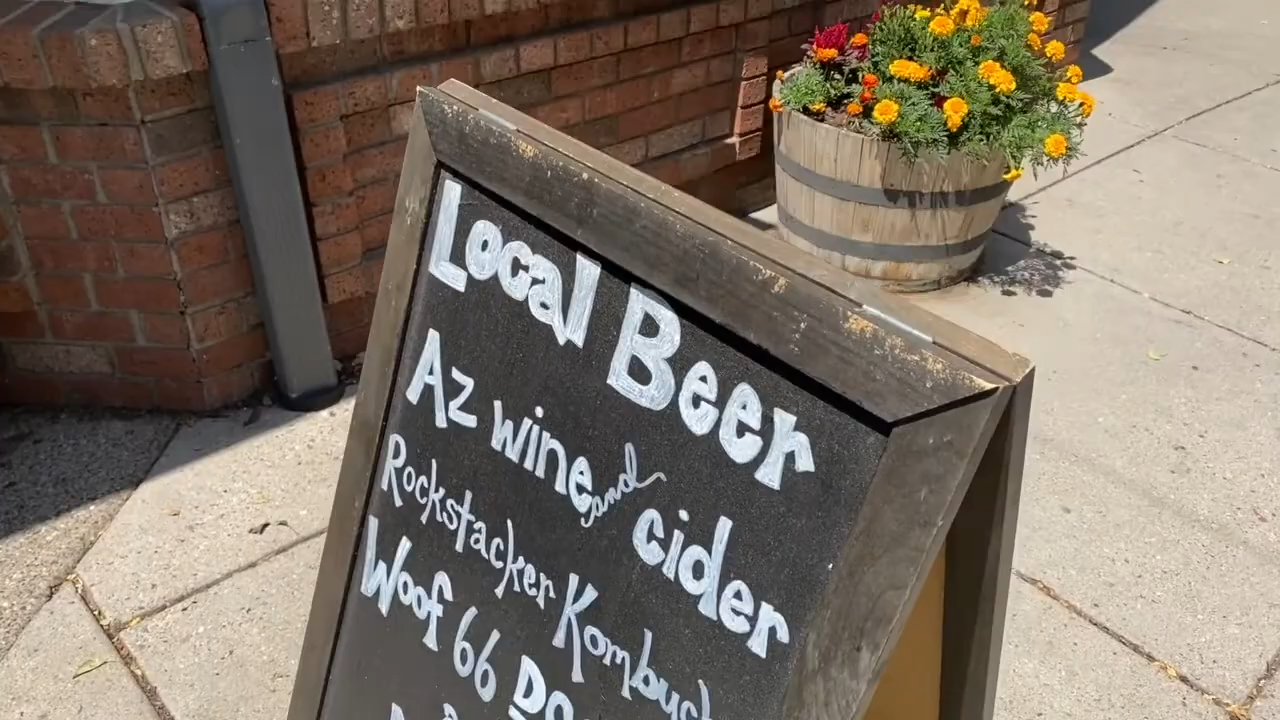 Local Beer
Az wine and cider
Rockstacker Kombuch
Woof 66 Do